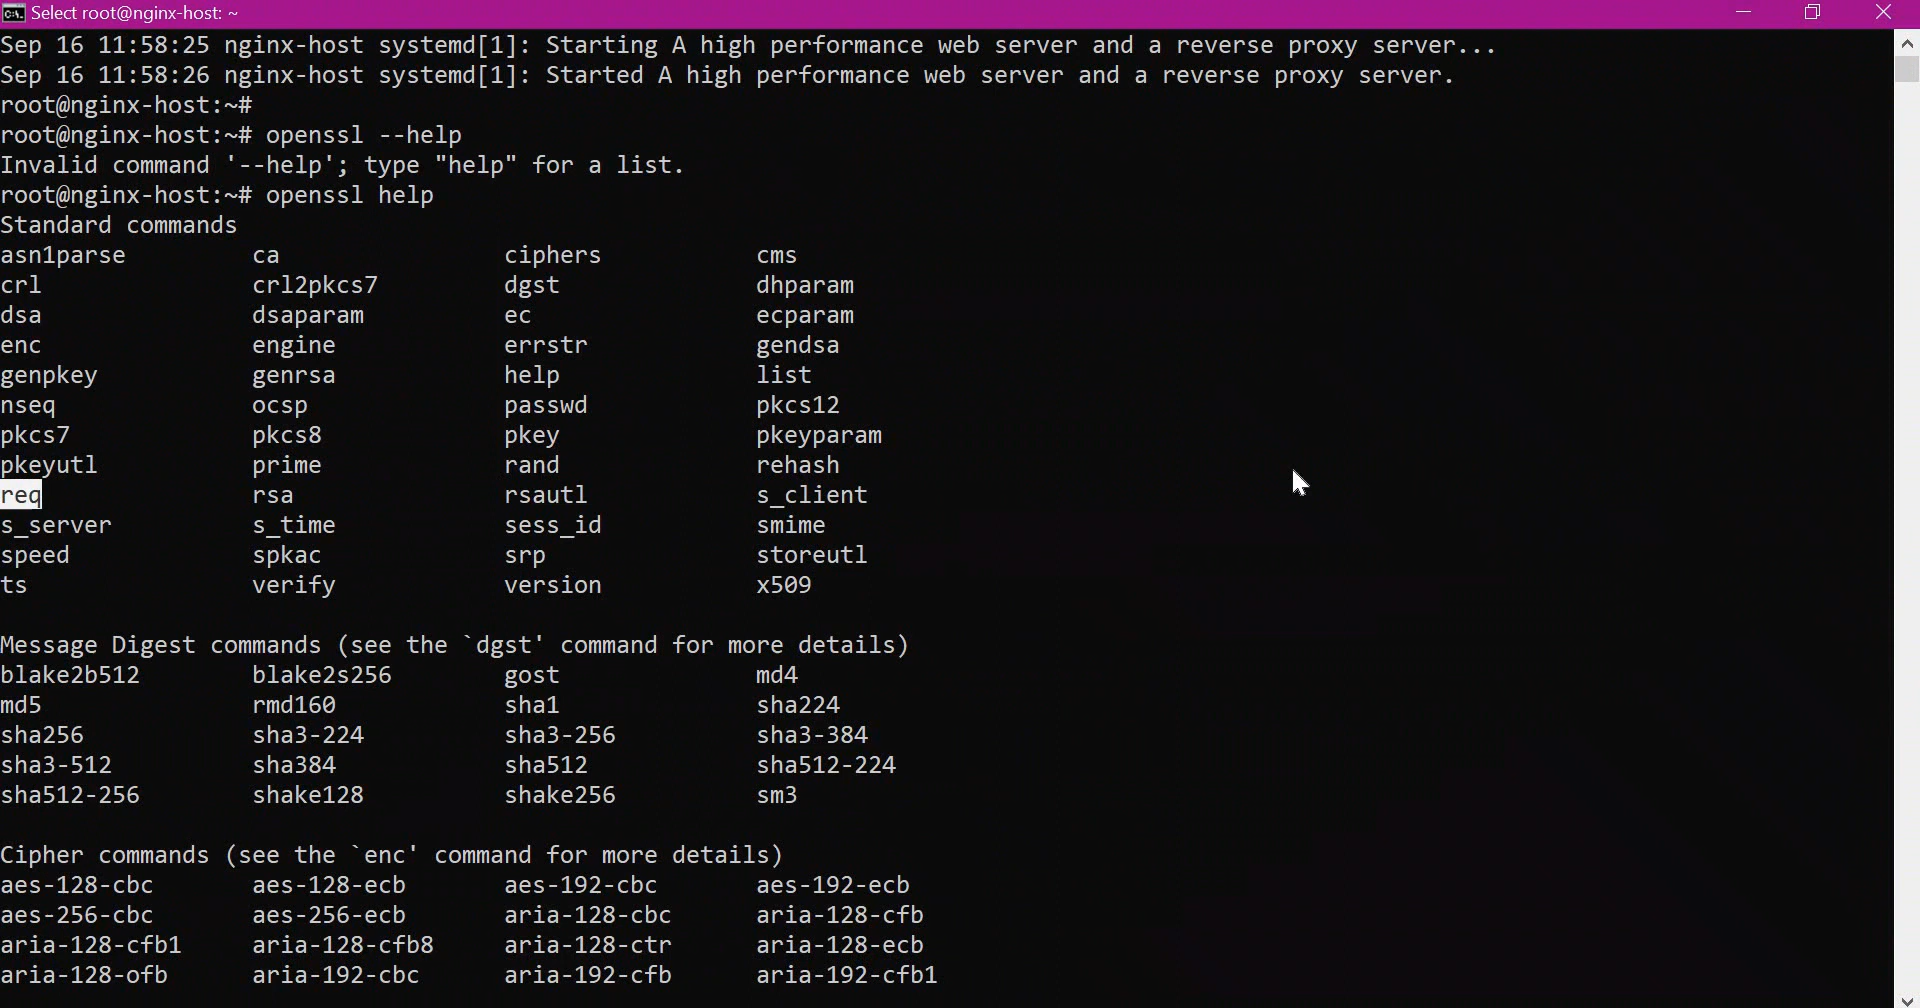 Select root@nginx-host: ~
Sep 16 11:58:25 nginx-host systemd[1]: Starting A high performance web server and a reverse proxy server...
Sep 16 11:58:26 nginx-host systemd[1]: Started A high performance web server and a reverse proxy server.
root@nginx-host:~#
root@nginx-host:~# openssl --help
Invalid command '--help'; type "help" for a list.
root@nginx-host:~# openssl help
Standard commands
asn1parse ca ciphers cms
crl crl2pkcs7 dgst dhparam
dsa dsaparam ec ecparam
enc engine errstr gendsa
genpkey genrsa help list
nseq ocsp passwd pkcs12
pkcs7 pkcs8 pkey pkeyparam
pkeyutl prime rand rehash
req rsa rsautl s_client
s_server s_time sess_id smime
speed spkac srp storeutl
ts verify version x509
Message Digest commands (see the `dgst' command for more details)
blake2b512 blake2s256 gost md4
md5 rmd160 sha1 sha224
sha256 sha3-224 sha3-256 sha3-384
sha3-512 sha384 sha512 sha512-224
sha512-256 shake128 shake256 sm3
Cipher commands (see the `enc' command for more details)
aes-128-cbc aes-128-ecb aes-192-cbc aes-192-ecb
aes-256-cbc aes-256-ecb aria-128-cbc aria-128-cfb
aria-128-cfb1 aria-128-cfb8 aria-128-ctr aria-128-ecb
aria-128-ofb aria-192-cbc aria-192-cfb aria-192-cfb1